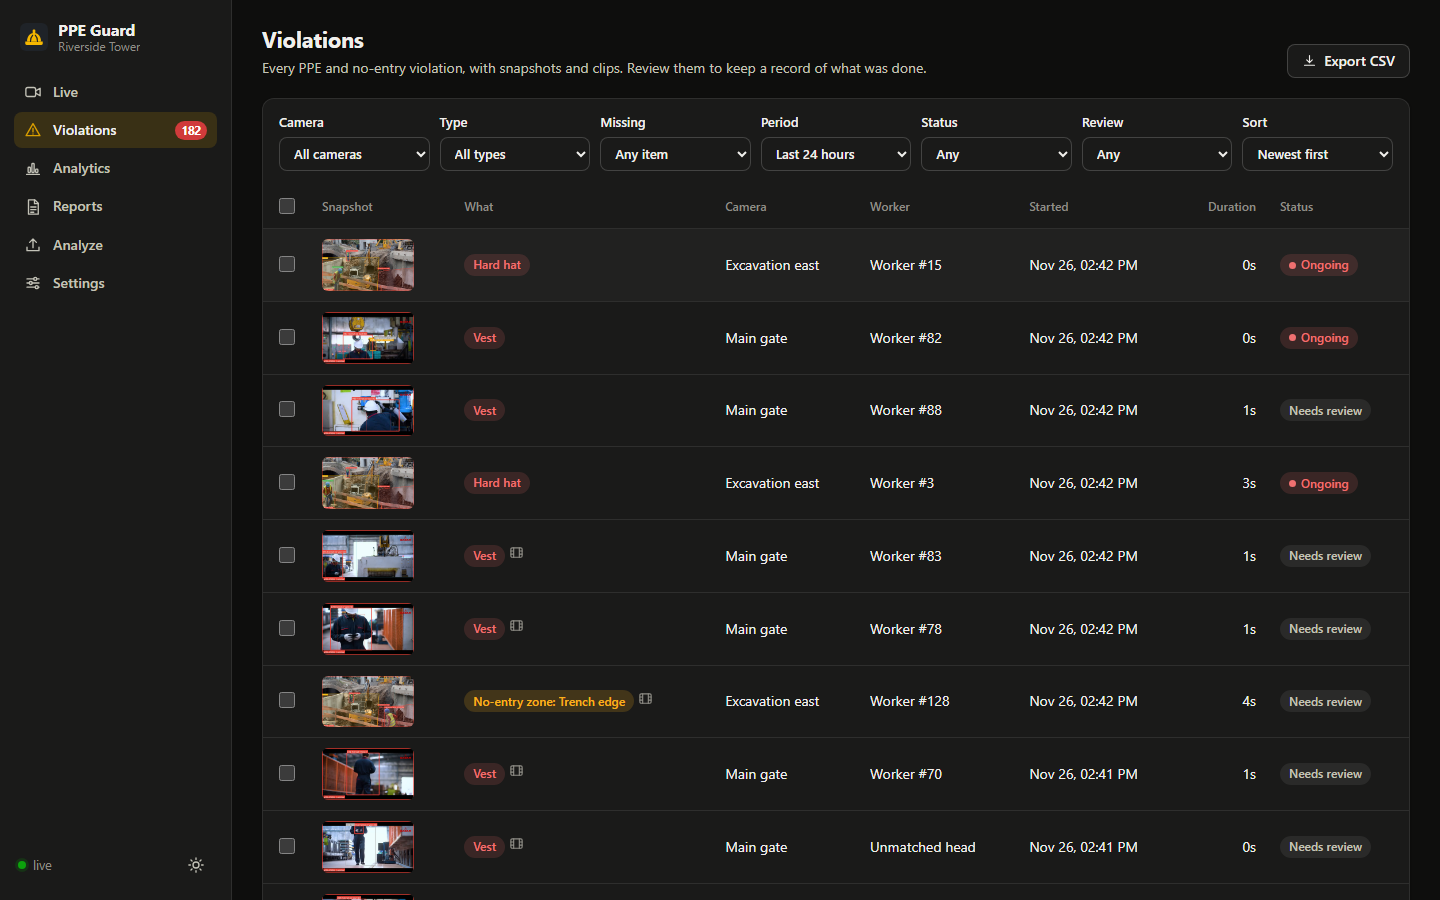 PPE Guard
Riverside Tower
Live
Violations 182
Analytics
Reports
Analyze
Settings
live
Violations
Every PPE and no-entry violation, with snapshots and clips. Review them to keep a record of what was done.
Export CSV
Camera Type Missing Period Status Review Sort
All cameras All types Any item Last 24 hours Any Any Newest first
Snapshot What Camera Worker Started Duration Status
Hard hat Excavation east Worker #15 Nov 26, 02:42 PM 0s Ongoing
Vest Main gate Worker #82 Nov 26, 02:42 PM 0s Ongoing
Vest Main gate Worker #88 Nov 26, 02:42 PM 1s Needs review
Hard hat Excavation east Worker #3 Nov 26, 02:42 PM 3s Ongoing
Vest Main gate Worker #83 Nov 26, 02:42 PM 1s Needs review
Vest Main gate Worker #78 Nov 26, 02:42 PM 1s Needs review
No-entry zone: Trench edge Excavation east Worker #128 Nov 26, 02:42 PM 4s Needs review
Vest Main gate Worker #70 Nov 26, 02:41 PM 1s Needs review
Vest Main gate Unmatched head Nov 26, 02:41 PM 0s Needs review